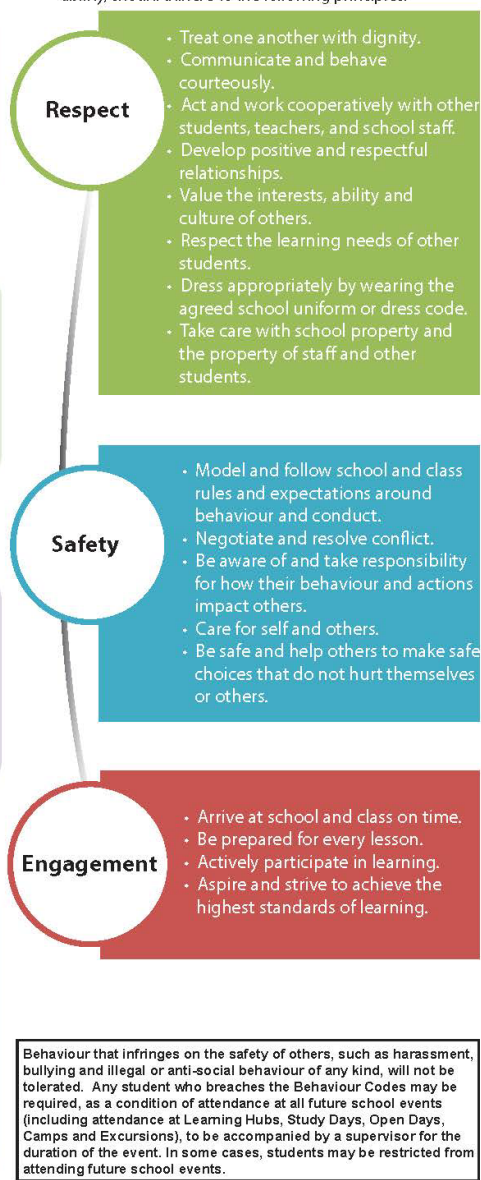 Respect
• Treat one another with dignity.
• Communicate and behave
courteously.
• Act and work cooperatively with other
students, teachers, and school staff.
• Develop positive and respectful
relationships.
• Value the interests, ability and
culture of others.
• Respect the learning needs of other
students.
• Dress appropriately by wearing the
agreed school uniform or dress code.
• Take care with school property and
the property of staff and other
students.
Safety
• Model and follow school and class
rules and expectations around
behaviour and conduct.
• Negotiate and resolve conflict.
• Be aware of and take responsibility
for how their behaviour and actions
impact others.
• Care for self and others.
• Be safe and help others to make safe
choices that do not hurt themselves
or others.
Engagement
• Arrive at school and class on time.
• Be prepared for every lesson.
• Actively participate in learning.
• Aspire and strive to achieve the
highest standards of learning.
Behaviour that infringes on the safety of others, such as harassment,
bullying and illegal or anti-social behaviour of any kind, will not be
tolerated. Any student who breaches the Behaviour Codes may be
required, as a condition of attendance at all future school events
(including attendance at Learning Hubs, Study Days, Open Days,
Camps and Excursions), to be accompanied by a supervisor for the
duration of the event. In some cases, students may be restricted from
attending future school events.